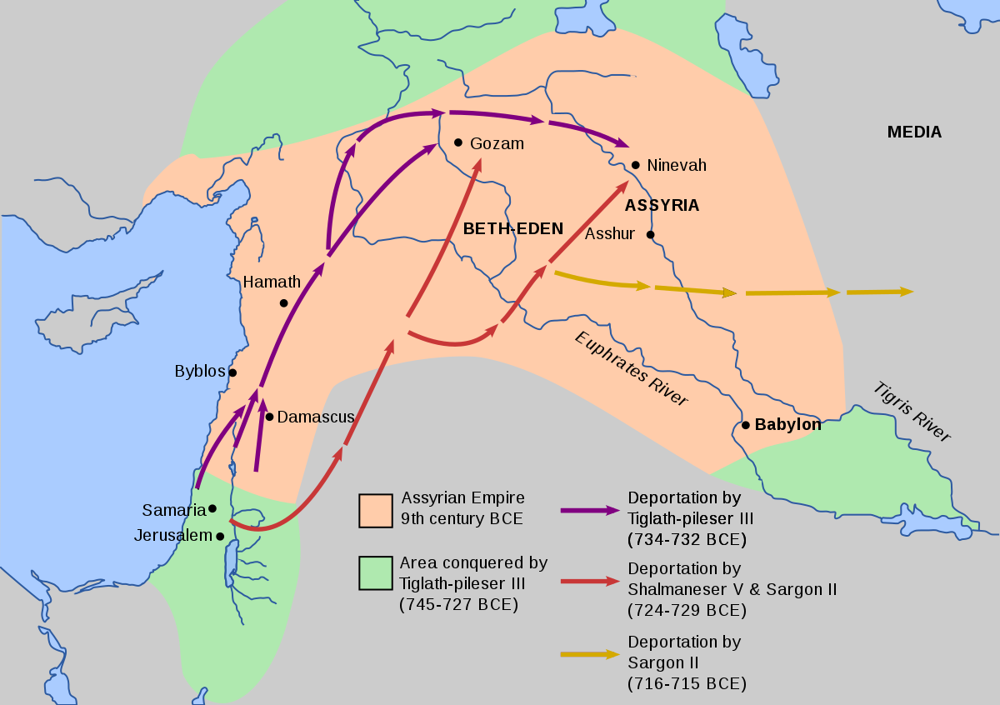 MEDIA
Gozam
Ninevah
ASSYRIA
BETH-EDEN
Asshur
Hamath
Euphrates River
Byblos
Tigris River
Damascus
Babylon
Samaria
Jerusalem
Assyrian Empire
9th century BCE
Area conquered by
Tiglath-pileser III
(745-727 BCE)
Deportation by
Tiglath-pileser III
(734-732 BCE)
Deportation by
Shalmaneser V & Sargon II
(724-729 BCE)
Deportation by
Sargon II
(716-715 BCE)